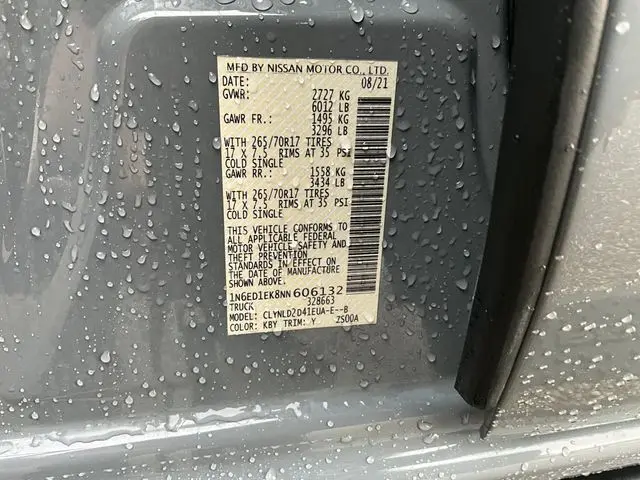 MFD BY NISSAN MOTOR CO., LTD.
DATE: 08/21
GVWR: 2727 KG
6012 LB
GAWR FR.: 1495 KG
3296 LB
WITH 265/70R17 TIRES
17 X 7.5 RIMS AT 35 PSI
COLD SINGLE
GAWR RR.: 1558 KG
3434 LB
WITH 265/70R17 TIRES
17 X 7.5 RIMS AT 35 PSI
COLD SINGLE
THIS VEHICLE CONFORMS TO
ALL APPLICABLE FEDERAL
MOTOR VEHICLE SAFETY AND
THEFT PREVENTION
STANDARDS IN EFFECT ON
THE DATE OF MANUFACTURE
SHOWN ABOVE.
1N6ED1EK8NN606132
TRUCK 328663
MODEL: CLYNLD2D41EUA-E--B
COLOR: KBY TRIM: Y ZS00A